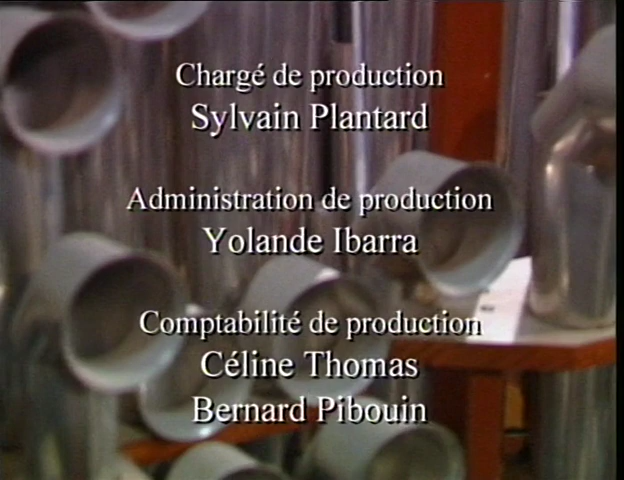 Chargé de production
Sylvain Plantard
Administration de production
Yolande Ibarra
Comptabilité de production
Céline Thomas
Bernard Pibouin